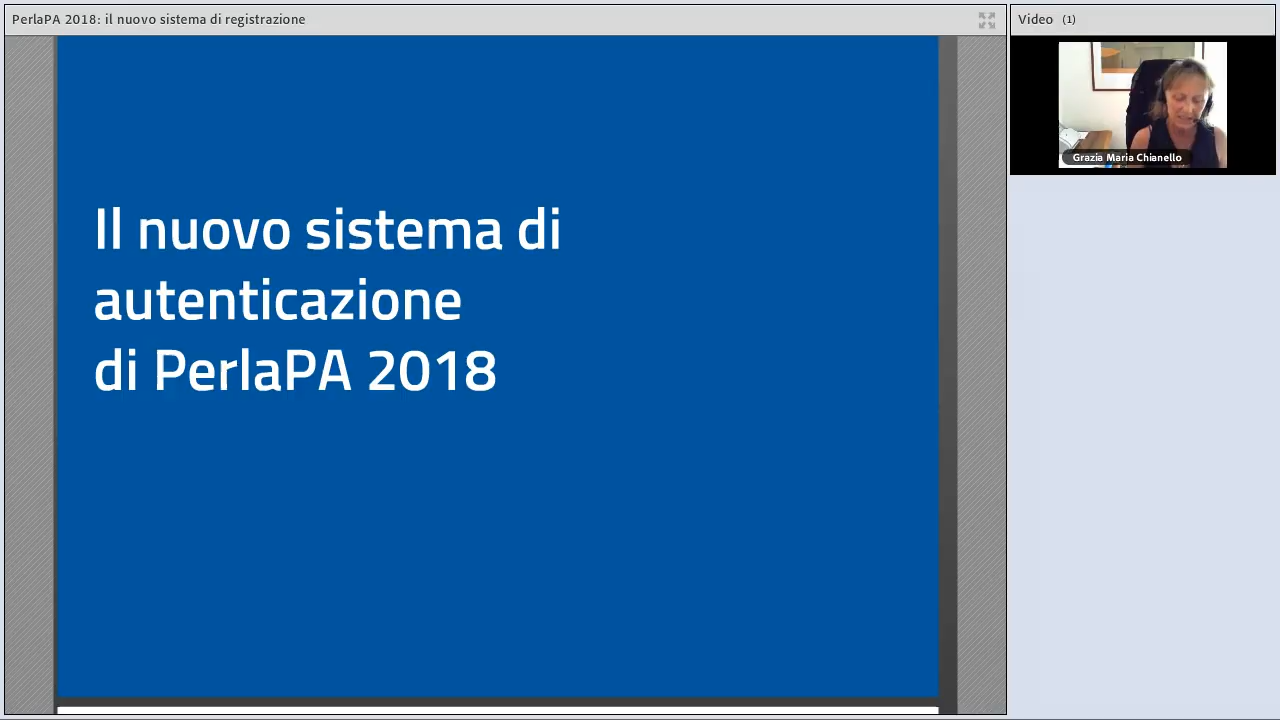 PerlaPA 2018: il nuovo sistema di registrazione
Video (1)
Grazia Maria Chianello
Il nuovo sistema di
autenticazione
di PerlaPA 2018